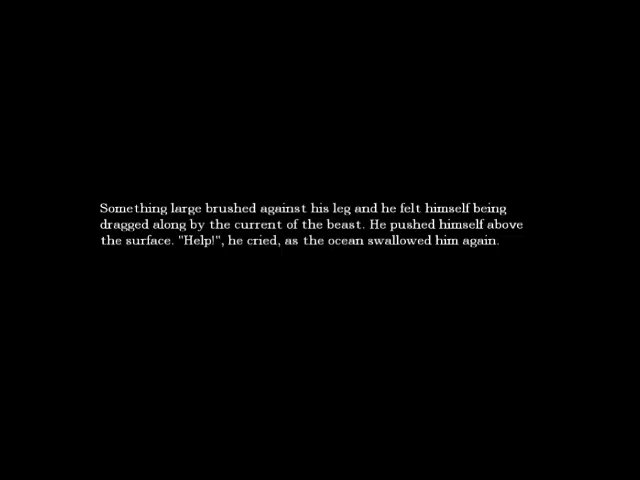 Something large brushed against his leg and he felt himself being
dragged along by the current of the beast. He pushed himself above
the surface. "Help!", he cried, as the ocean swallowed him again.